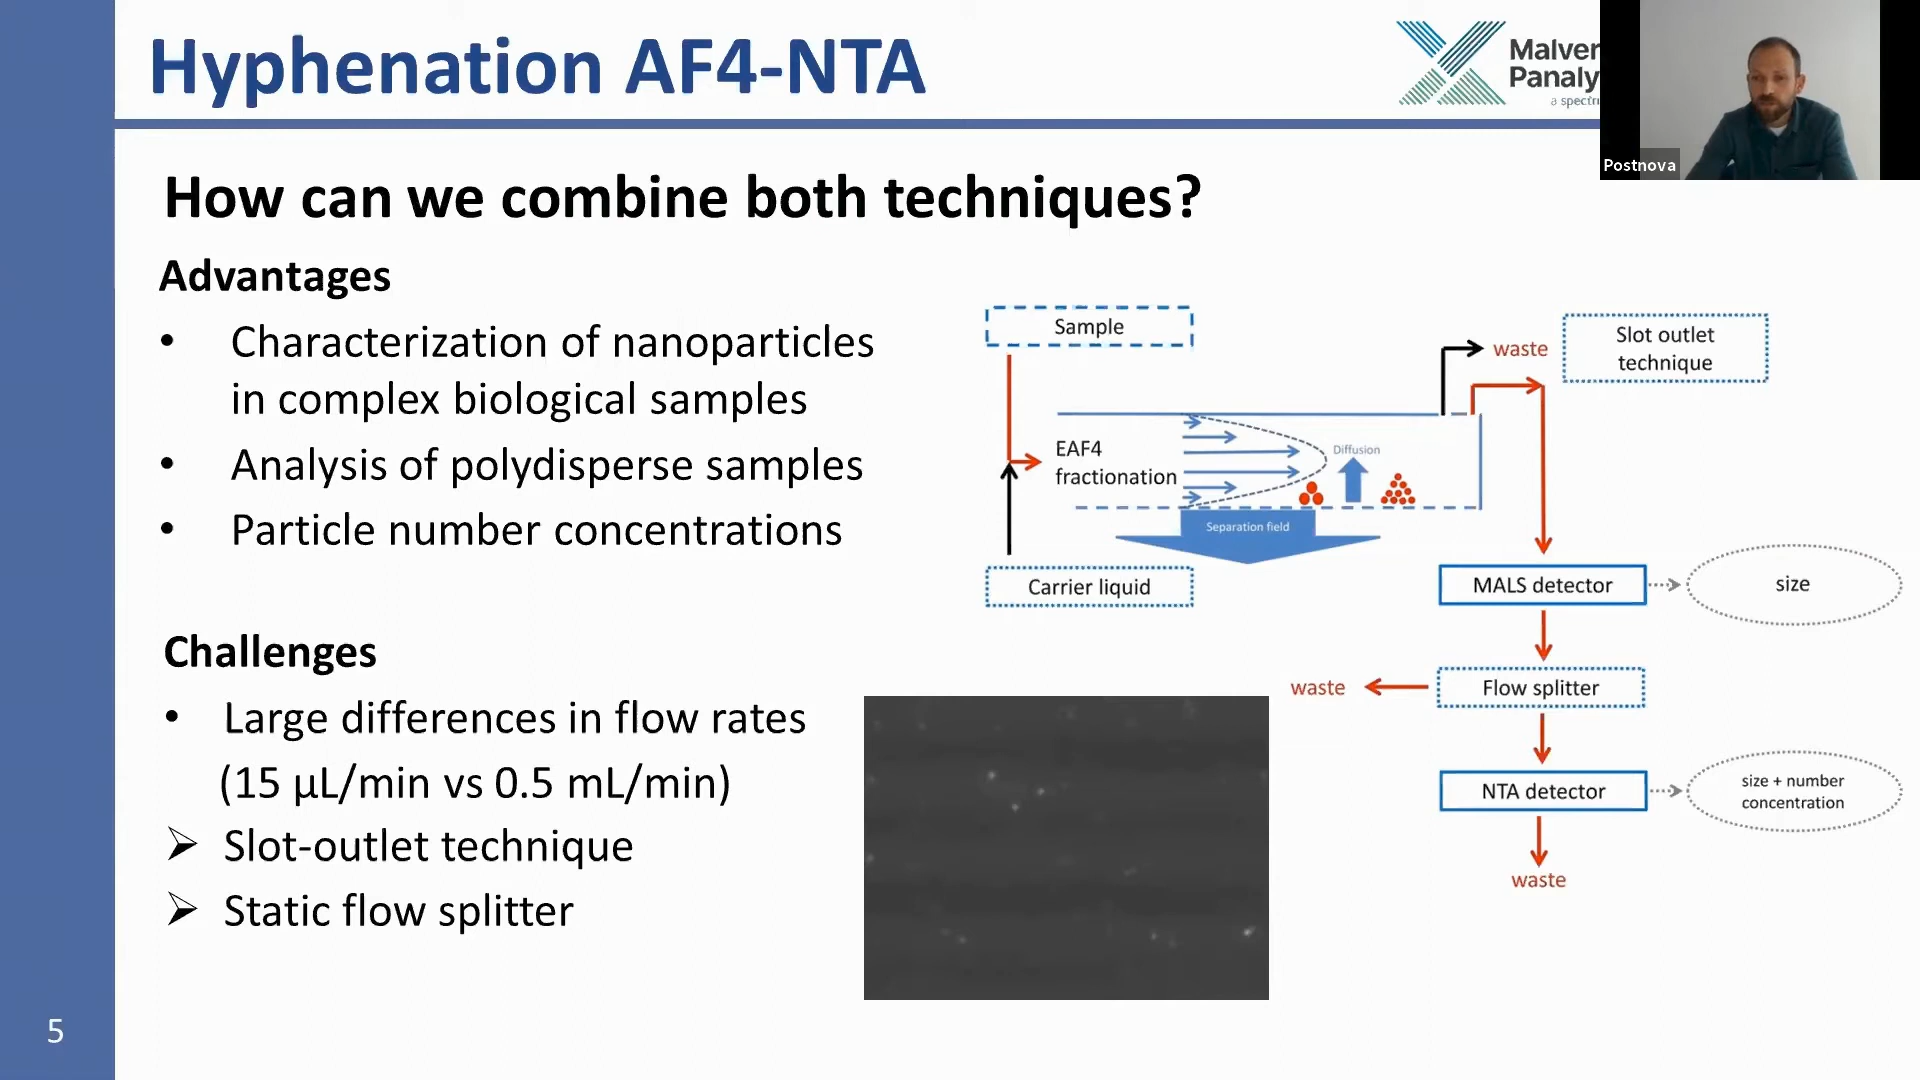 Hyphenation AF4-NTA
Malver
Panaly
a spectri
Postnova
How can we combine both techniques?
Advantages
• Characterization of nanoparticles
in complex biological samples
• Analysis of polydisperse samples
• Particle number concentrations
Challenges
• Large differences in flow rates
(15 µL/min vs 0.5 mL/min)
➢ Slot-outlet technique
➢ Static flow splitter
Sample
waste
Slot outlet
technique
EAF4
fractionation
Diffusion
Separation field
Carrier liquid
MALS detector
size
waste
Flow splitter
NTA detector
size + number
concentration
waste
5